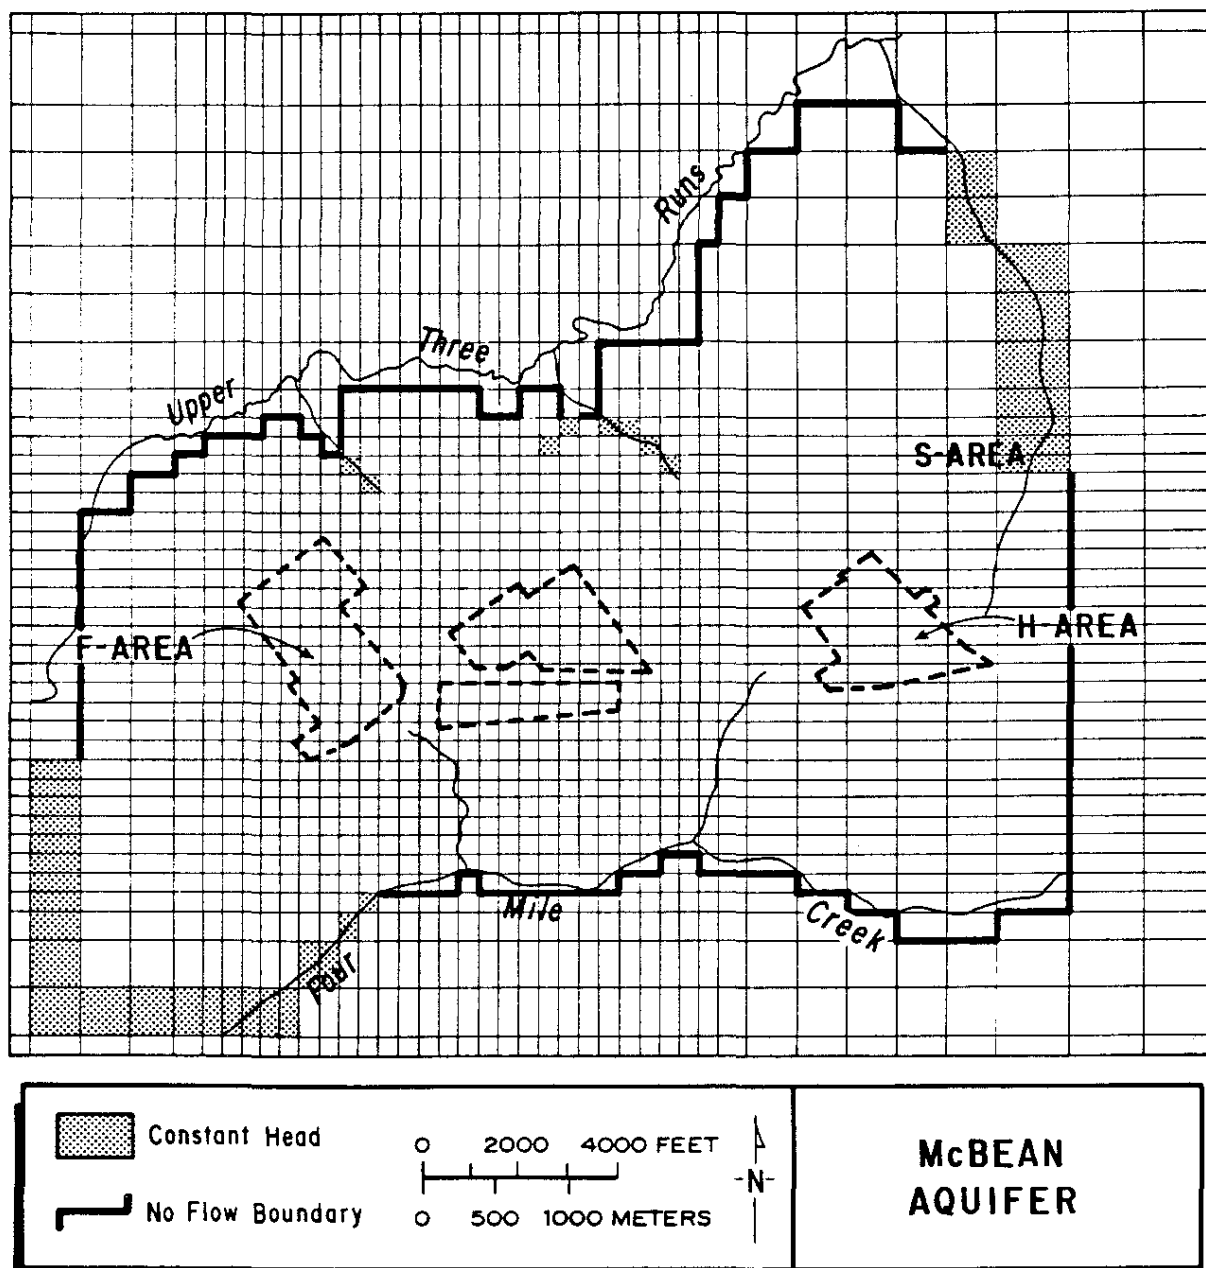 Runs
Three
Upper
S-AREA
F-AREA
H-AREA
Mile
Creek
Four
Constant Head
No Flow Boundary
0 2000 4000 FEET
0 500 1000 METERS
-N-
McBEAN
AQUIFER